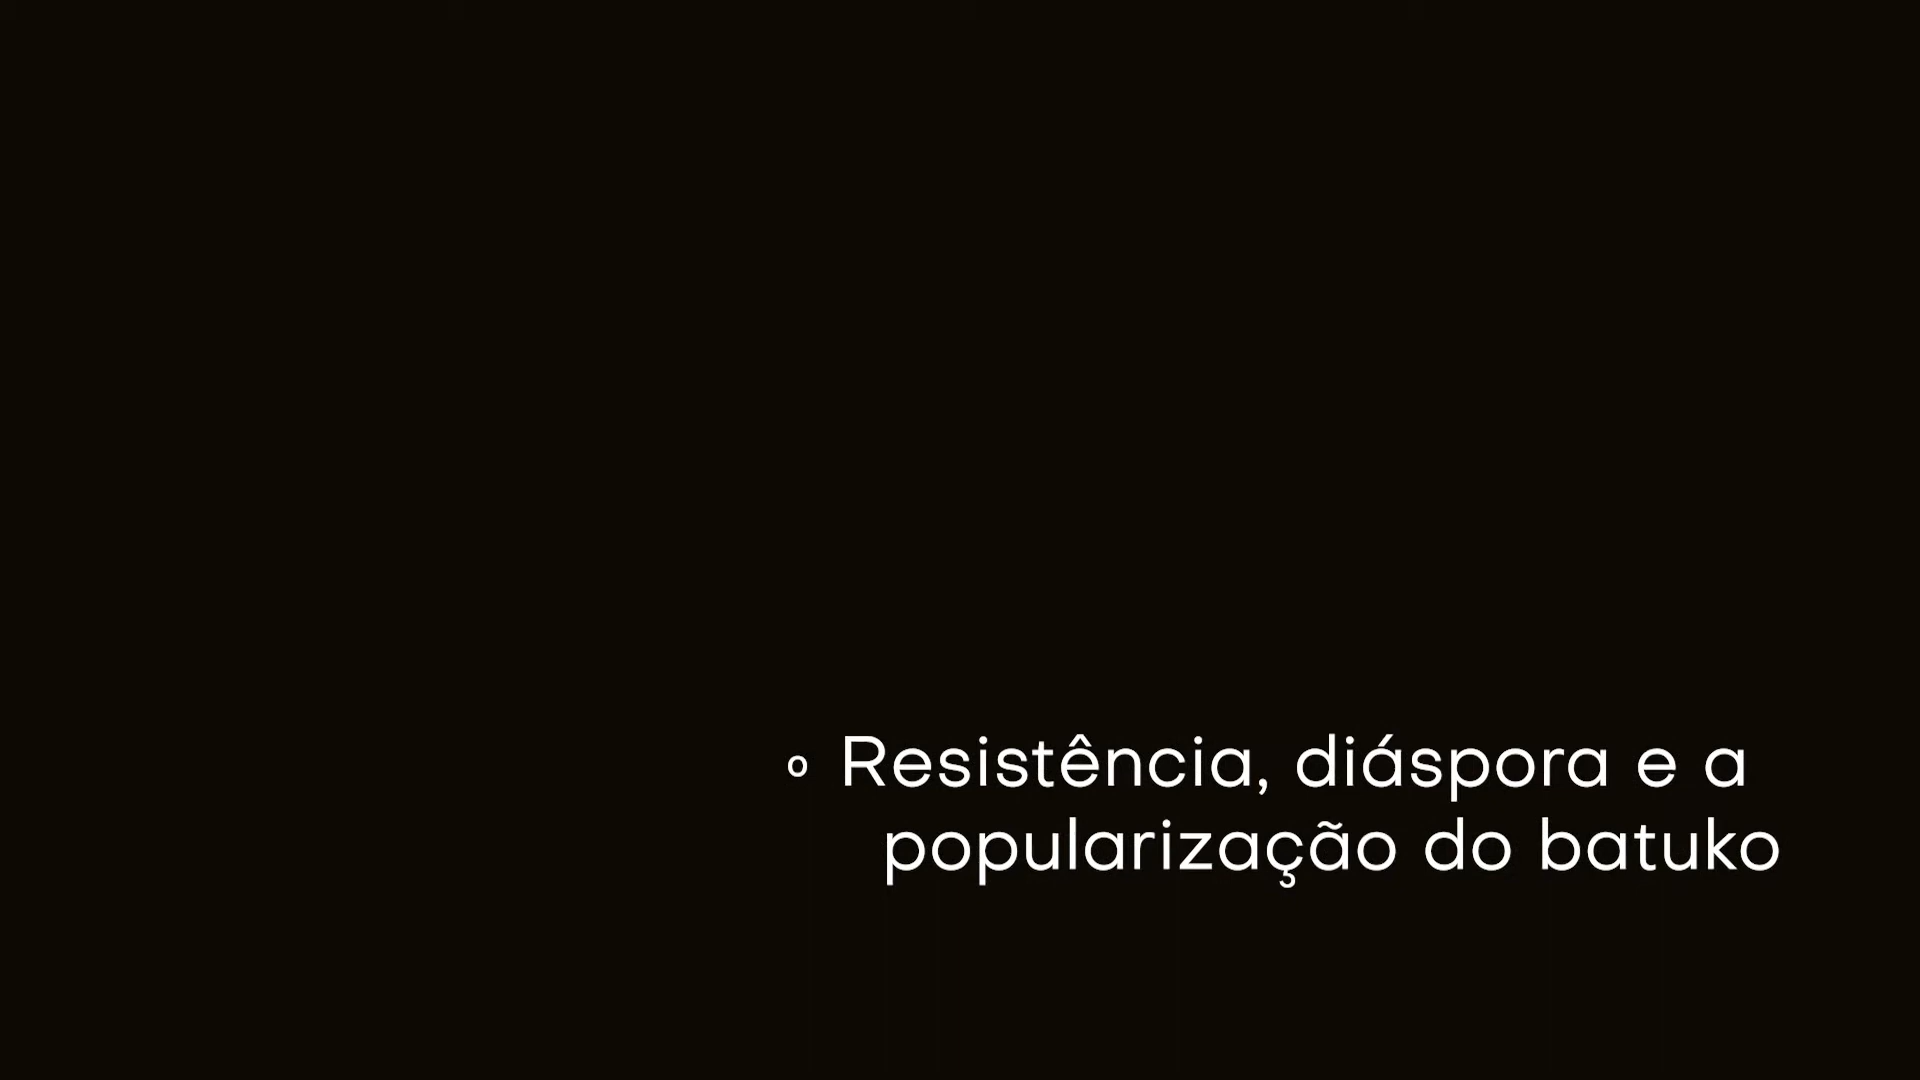 o Resistência, diáspora e a
popularização do batuko